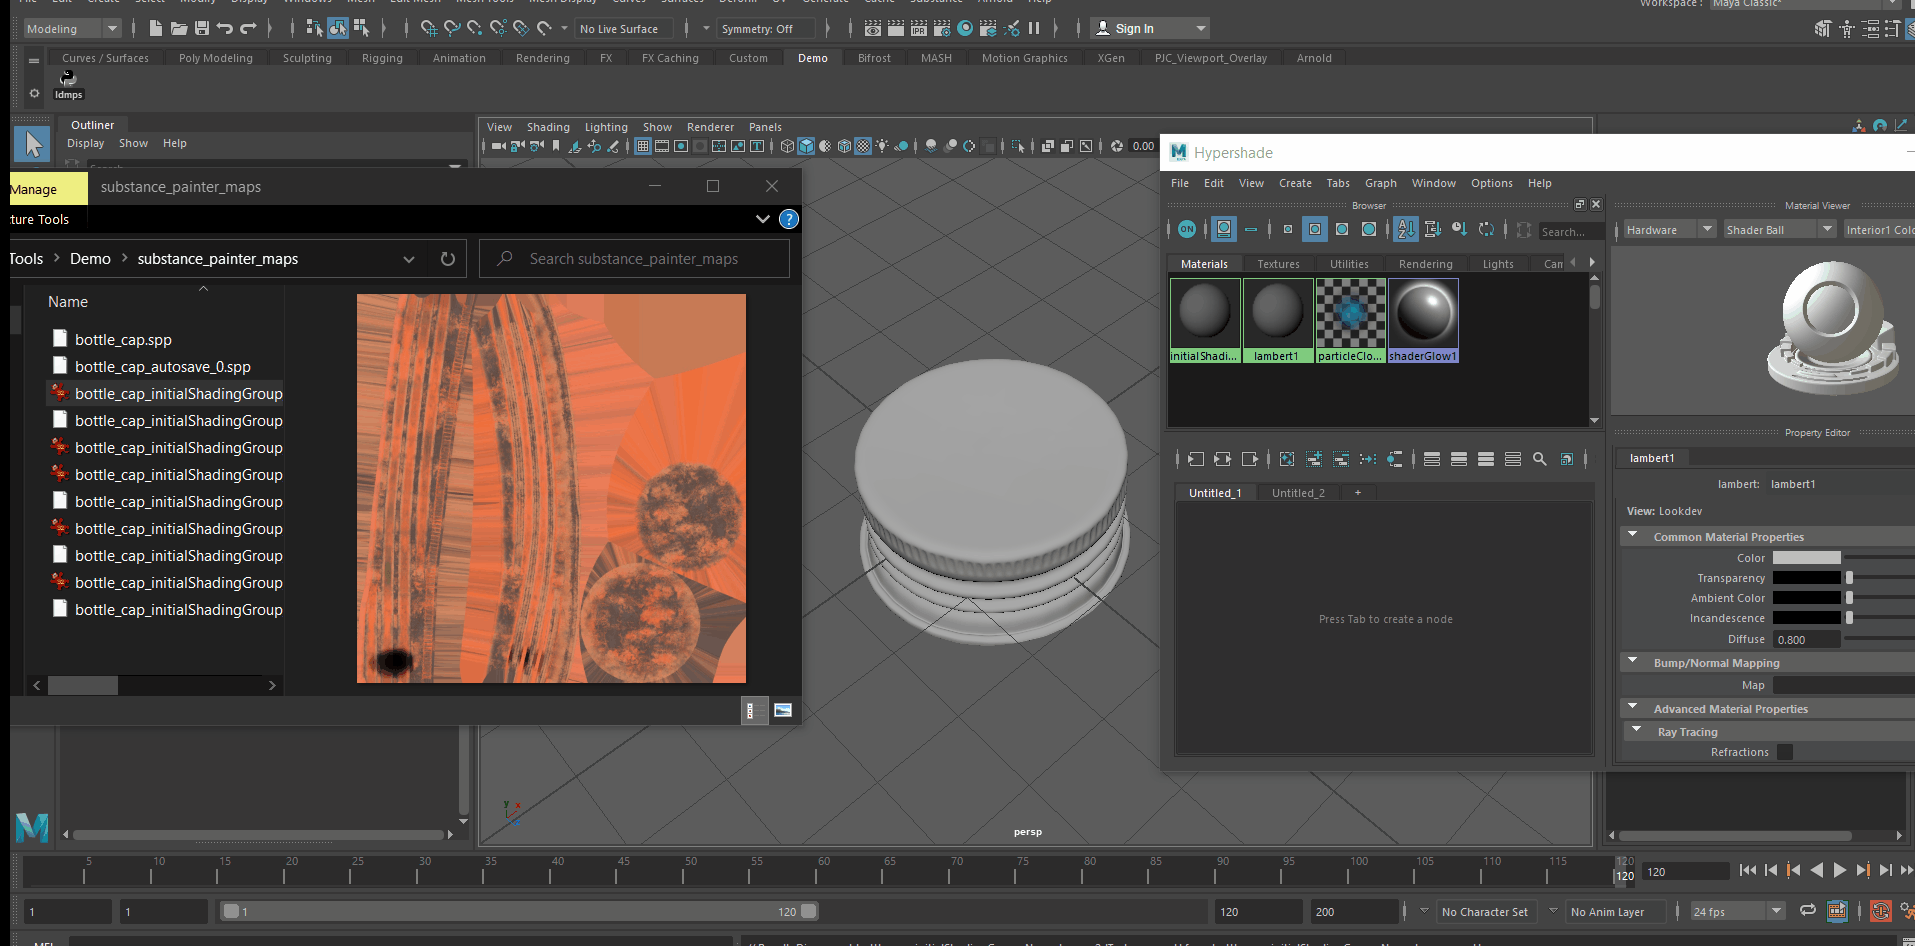 Workspace : Maya Classic*
Modeling
No Live Surface
Symmetry: Off
IPR
Sign In
Curves / Surfaces
Poly Modeling
Sculpting
Rigging
Animation
Rendering
FX
FX Caching
Custom
Demo
Bifrost
MASH
Motion Graphics
XGen
PJC_Viewport_Overlay
Arnold
ldmps
Outliner
Display Show Help
View Shading Lighting Show Renderer Panels
0.00
Manage
substance_painter_maps
cture Tools
Tools > Demo > substance_painter_maps
Search substance_painter_maps
Name
bottle_cap.spp
bottle_cap_autosave_0.spp
bottle_cap_initialShadingGroup
bottle_cap_initialShadingGroup
bottle_cap_initialShadingGroup
bottle_cap_initialShadingGroup
bottle_cap_initialShadingGroup
bottle_cap_initialShadingGroup
bottle_cap_initialShadingGroup
bottle_cap_initialShadingGroup
bottle_cap_initialShadingGroup
persp
y x
Hypershade
File Edit View Create Tabs Graph Window Options Help
Browser
ON
Search...
Materials Textures Utilities Rendering Lights Can
initialShadi... lambert1 particleClo... shaderGlow1
Untitled_1 Untitled_2 +
Press Tab to create a node
Material Viewer
Hardware Shader Ball Interior1 Colo
Property Editor
lambert1
lambert: lambert1
View: Lookdev
Common Material Properties
Color
Transparency
Ambient Color
Incandescence
Diffuse 0.800
Bump/Normal Mapping
Map
Advanced Material Properties
Ray Tracing
Refractions
5 10 15 20 25 30 35 40 45 50 55 60 65 70 75 80 85 90 95 100 105 110 115 120
120
120
1 1 1 120 120 200
No Character Set
No Anim Layer
24 fps
MEL